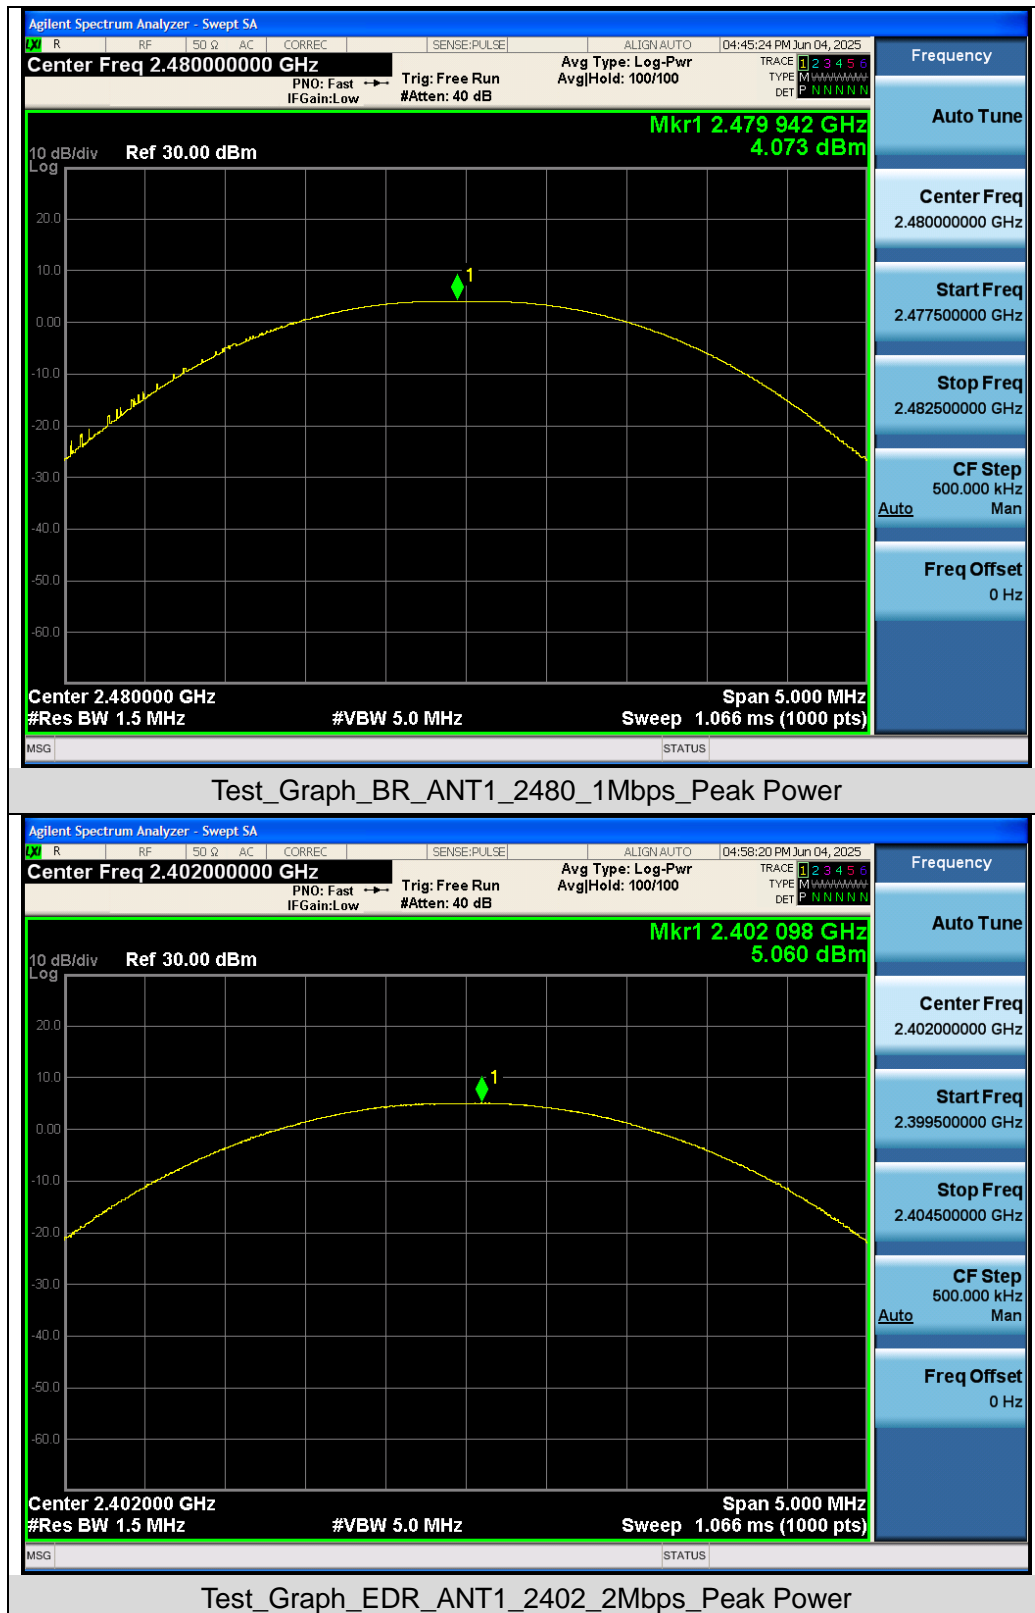 Agilent Spectrum Analyzer - Swept SA
LXI R RF 50 Ω AC CORREC SENSE:PULSE ALIGN AUTO 04:45:24 PM Jun 04, 2025
Center Freq 2.480000000 GHz
PNO: Fast
IFGain:Low
Trig: Free Run
#Atten: 40 dB
Avg Type: Log-Pwr
Avg|Hold: 100/100
TRACE 1 2 3 4 5 6
TYPE M
DET P N N N N N
Mkr1 2.479 942 GHz
4.073 dBm
10 dB/div Ref 30.00 dBm
Log
20.0
10.0
1
0.00
-10.0
-20.0
-30.0
-40.0
-50.0
-60.0
Center 2.480000 GHz Span 5.000 MHz
#Res BW 1.5 MHz #VBW 5.0 MHz Sweep 1.066 ms (1000 pts)
MSG STATUS
Frequency
Auto Tune
Center Freq
2.480000000 GHz
Start Freq
2.477500000 GHz
Stop Freq
2.482500000 GHz
CF Step
500.000 kHz
Auto Man
Freq Offset
0 Hz
Test_Graph_BR_ANT1_2480_1Mbps_Peak Power
Agilent Spectrum Analyzer - Swept SA
LXI R RF 50 Ω AC CORREC SENSE:PULSE ALIGN AUTO 04:58:20 PM Jun 04, 2025
Center Freq 2.402000000 GHz
PNO: Fast
IFGain:Low
Trig: Free Run
#Atten: 40 dB
Avg Type: Log-Pwr
Avg|Hold: 100/100
TRACE 1 2 3 4 5 6
TYPE M
DET P N N N N N
Mkr1 2.402 098 GHz
5.060 dBm
10 dB/div Ref 30.00 dBm
Log
20.0
10.0
1
0.00
-10.0
-20.0
-30.0
-40.0
-50.0
-60.0
Center 2.402000 GHz Span 5.000 MHz
#Res BW 1.5 MHz #VBW 5.0 MHz Sweep 1.066 ms (1000 pts)
MSG STATUS
Frequency
Auto Tune
Center Freq
2.402000000 GHz
Start Freq
2.399500000 GHz
Stop Freq
2.404500000 GHz
CF Step
500.000 kHz
Auto Man
Freq Offset
0 Hz
Test_Graph_EDR_ANT1_2402_2Mbps_Peak Power